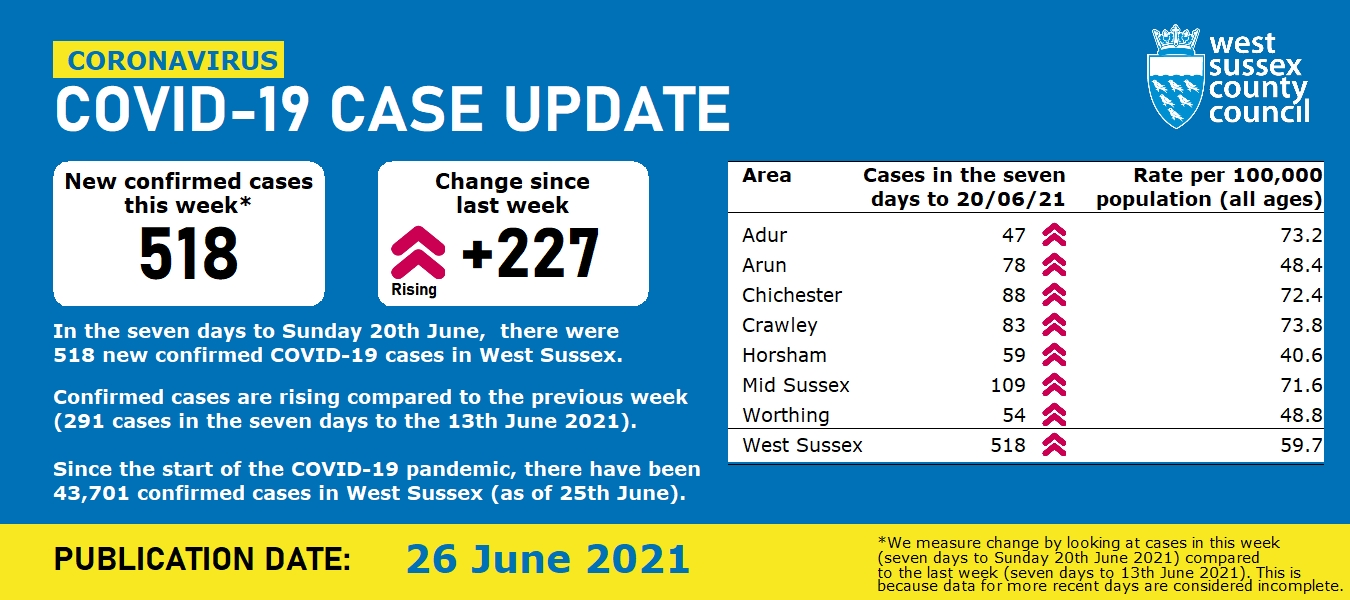 CORONAVIRUS
COVID-19 CASE UPDATE
west
sussex
county
council
New confirmed cases
this week*
518
Change since
last week
+227
Rising
In the seven days to Sunday 20th June, there were
518 new confirmed COVID-19 cases in West Sussex.
Confirmed cases are rising compared to the previous week
(291 cases in the seven days to the 13th June 2021).
Since the start of the COVID-19 pandemic, there have been
43,701 confirmed cases in West Sussex (as of 25th June).
Area Cases in the seven days to 20/06/21 Rate per 100,000 population (all ages)
Adur 47 73.2
Arun 78 48.4
Chichester 88 72.4
Crawley 83 73.8
Horsham 59 40.6
Mid Sussex 109 71.6
Worthing 54 48.8
West Sussex 518 59.7
PUBLICATION DATE: 26 June 2021
*We measure change by looking at cases in this week
(seven days to Sunday 20th June 2021) compared
to the last week (seven days to 13th June 2021). This is
because data for more recent days are considered incomplete.